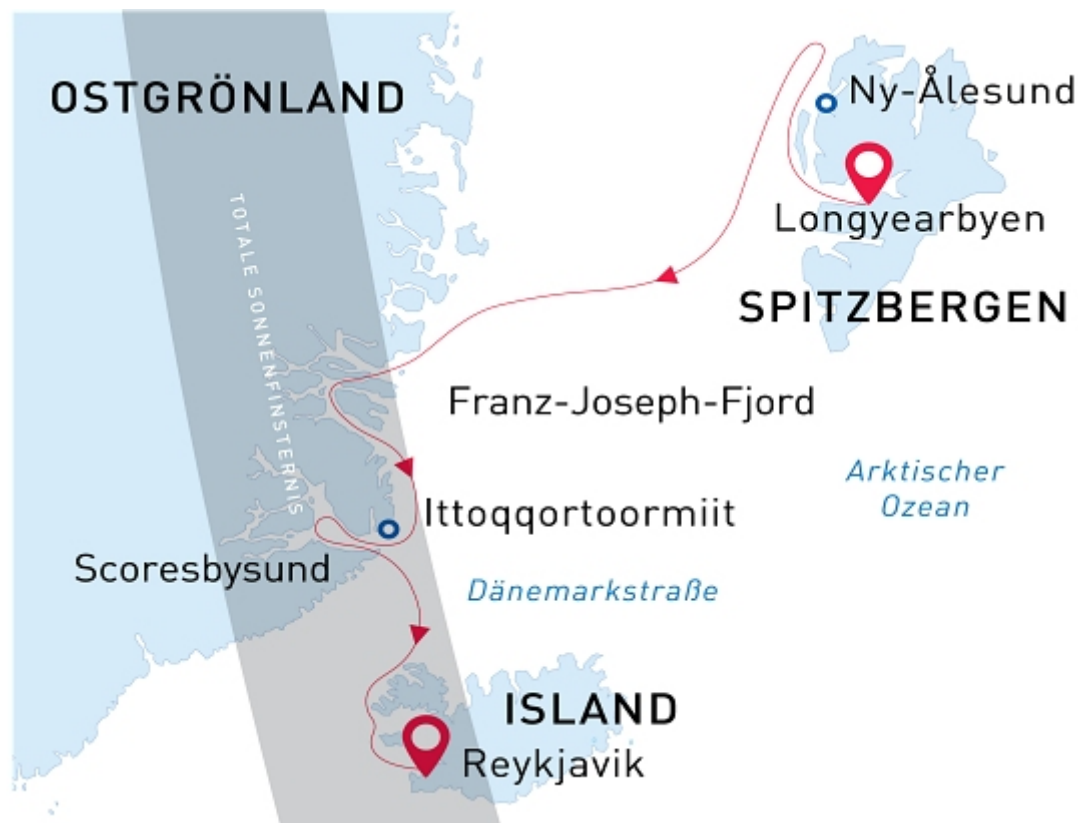 OSTGRÖNLAND
Ny-Ålesund
TOTALE SONNENFINSTERNIS
Longyearbyen
SPITZBERGEN
Franz-Joseph-Fjord
Arktischer
Ozean
Ittoqqortoormiit
Scoresbysund
Dänemarkstraße
ISLAND
Reykjavik